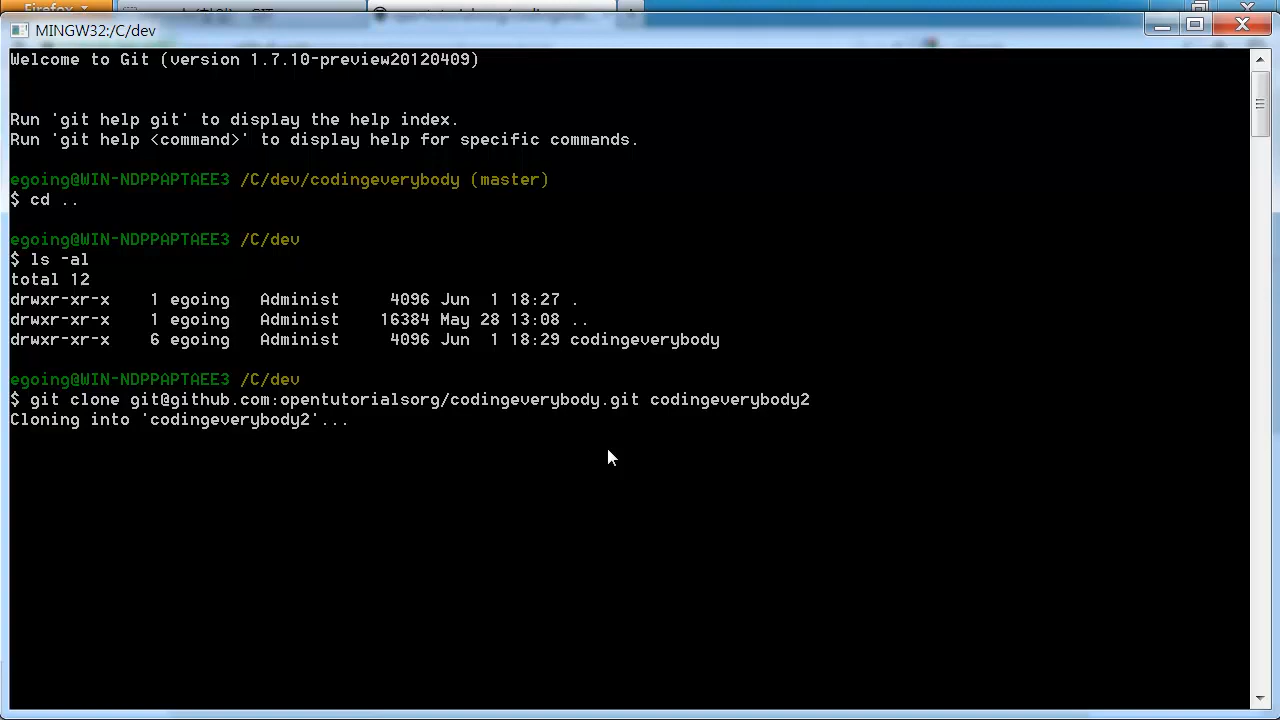 Firefox
MINGW32:/C/dev
Welcome to Git (version 1.7.10-preview20120409)
Run 'git help git' to display the help index.
Run 'git help <command>' to display help for specific commands.
egoing@WIN-NDPPAPTAEE3 /C/dev/codingeverybody (master)
$ cd ..
egoing@WIN-NDPPAPTAEE3 /C/dev
$ ls -al
total 12
drwxr-xr-x    1 egoing   Administ     4096 Jun  1 18:27 .
drwxr-xr-x    1 egoing   Administ    16384 May 28 13:08 ..
drwxr-xr-x    6 egoing   Administ     4096 Jun  1 18:29 codingeverybody
egoing@WIN-NDPPAPTAEE3 /C/dev
$ git clone git@github.com:opentutorialsorg/codingeverybody.git codingeverybody2
Cloning into 'codingeverybody2'...